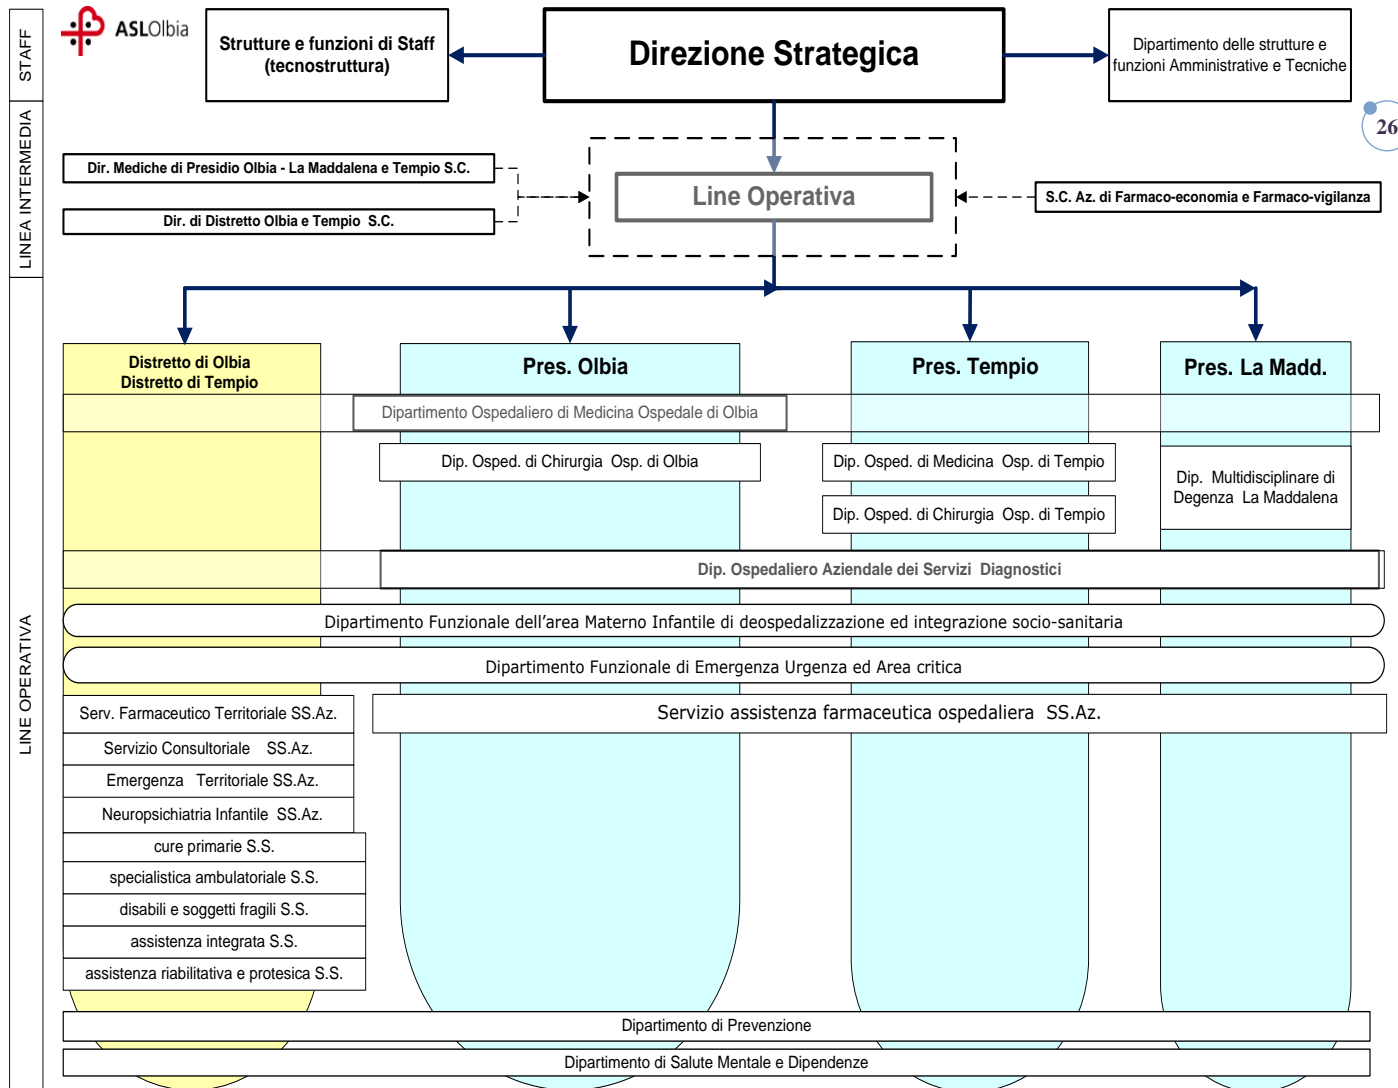 STAFF
ASLOlbia
Strutture e funzioni di Staff
(tecnostruttura)
Direzione Strategica
Dipartimento delle strutture e
funzioni Amministrative e Tecniche
26
LINEA INTERMEDIA
Dir. Mediche di Presidio Olbia - La Maddalena e Tempio S.C.
Dir. di Distretto Olbia e Tempio S.C.
Line Operativa
S.C. Az. di Farmaco-economia e Farmaco-vigilanza
LINE OPERATIVA
Distretto di Olbia
Distretto di Tempio
Pres. Olbia
Pres. Tempio
Pres. La Madd.
Dipartimento Ospedaliero di Medicina Ospedale di Olbia
Dip. Osped. di Chirurgia Osp. di Olbia
Dip. Osped. di Medicina Osp. di Tempio
Dip. Osped. di Chirurgia Osp. di Tempio
Dip. Multidisciplinare di
Degenza La Maddalena
Dip. Ospedaliero Aziendale dei Servizi Diagnostici
Dipartimento Funzionale dell'area Materno Infantile di deospedalizzazione ed integrazione socio-sanitaria
Dipartimento Funzionale di Emergenza Urgenza ed Area critica
Serv. Farmaceutico Territoriale SS.Az.
Servizio assistenza farmaceutica ospedaliera SS.Az.
Servizio Consultoriale SS.Az.
Emergenza Territoriale SS.Az.
Neuropsichiatria Infantile SS.Az.
cure primarie S.S.
specialistica ambulatoriale S.S.
disabili e soggetti fragili S.S.
assistenza integrata S.S.
assistenza riabilitativa e protesica S.S.
Dipartimento di Prevenzione
Dipartimento di Salute Mentale e Dipendenze